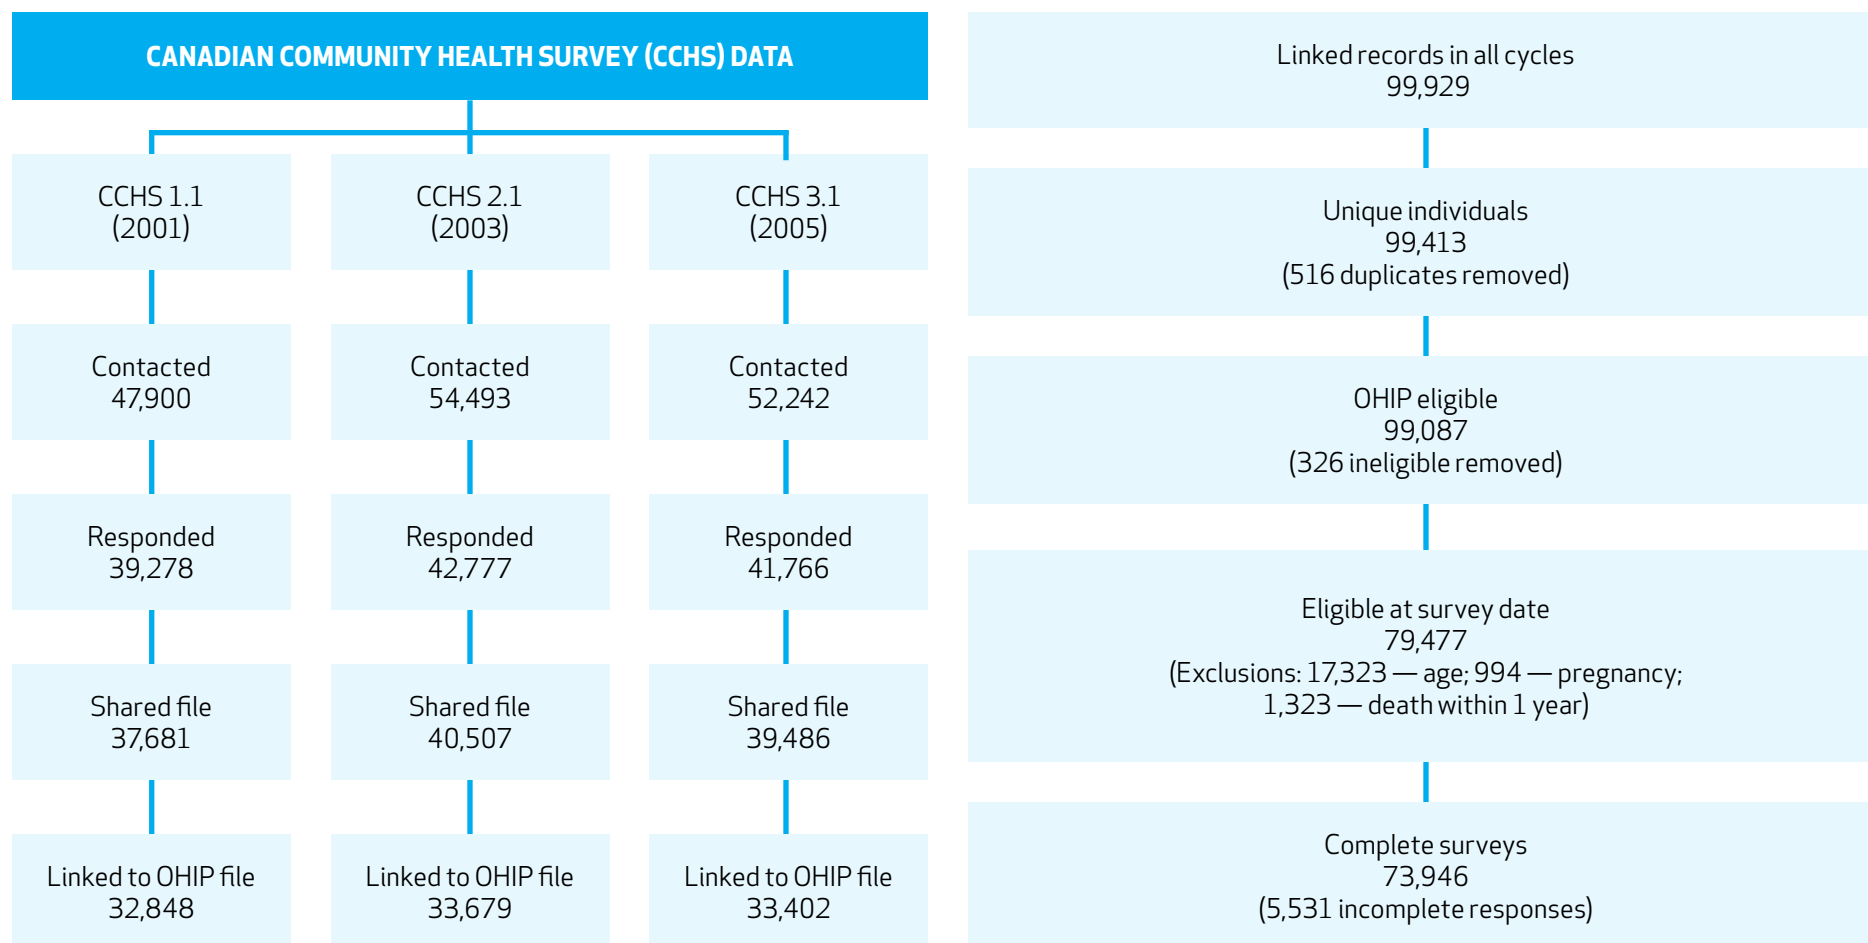 CANADIAN COMMUNITY HEALTH SURVEY (CCHS) DATA
CCHS 1.1
(2001)
Contacted
47,900
Responded
39,278
Shared file
37,681
Linked to OHIP file
32,848
CCHS 2.1
(2003)
Contacted
54,493
Responded
42,777
Shared file
40,507
Linked to OHIP file
33,679
CCHS 3.1
(2005)
Contacted
52,242
Responded
41,766
Shared file
39,486
Linked to OHIP file
33,402
Linked records in all cycles
99,929
Unique individuals
99,413
(516 duplicates removed)
OHIP eligible
99,087
(326 ineligible removed)
Eligible at survey date
79,477
(Exclusions: 17,323 — age; 994 — pregnancy;
1,323 — death within 1 year)
Complete surveys
73,946
(5,531 incomplete responses)